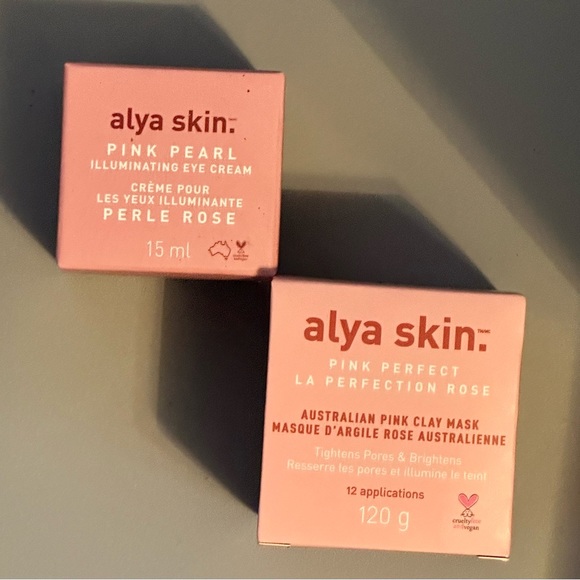 alya skin.
PINK PEARL
ILLUMINATING EYE CREAM
CRÈME POUR
LES YEUX ILLUMINANTE
PERLE ROSE
15 ml
alya skin.
PINK PERFECT
LA PERFECTION ROSE
AUSTRALIAN PINK CLAY MASK
MASQUE D'ARGILE ROSE AUSTRALIENNE
Tightens Pores & Brightens
Resserre les pores et illumine le teint
12 applications
120 g
crueltyfree
andvegan